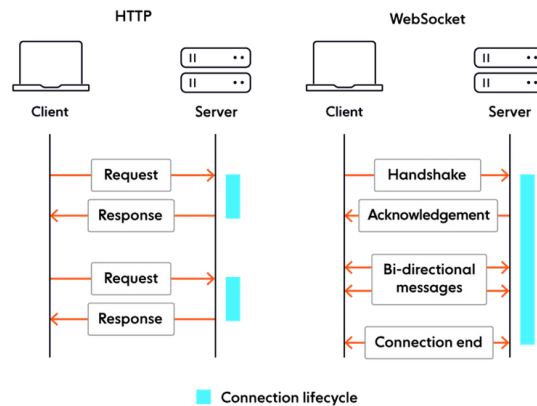 HTTP
WebSocket
Client
Server
Client
Server
Request
Response
Request
Response
Handshake
Acknowledgement
Bi-directional
messages
Connection end
Connection lifecycle